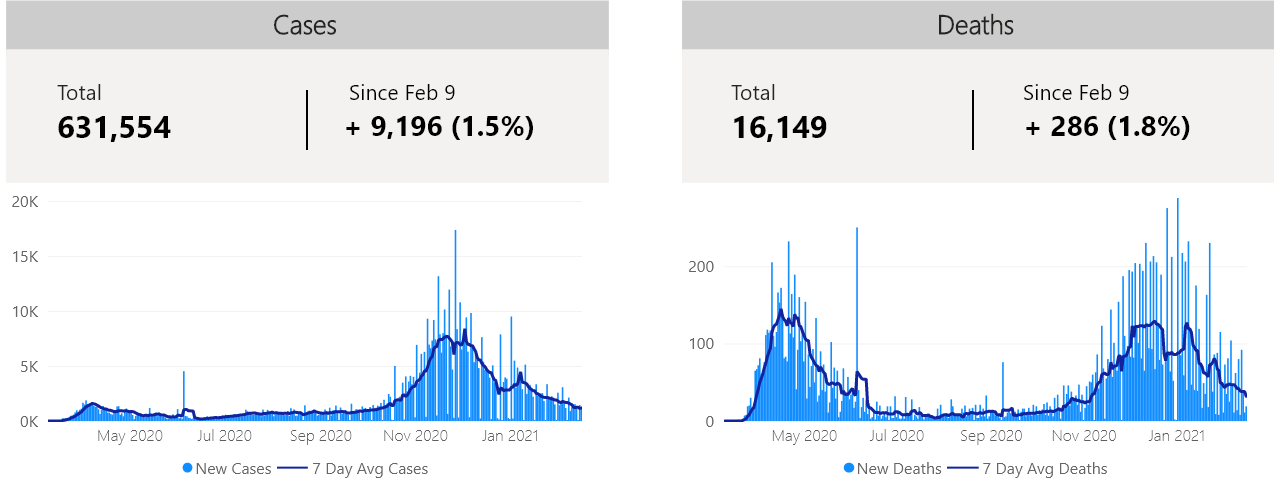 Cases
Total
631,554
Since Feb 9
+ 9,196 (1.5%)
20K
15K
10K
5K
0K
May 2020 Jul 2020 Sep 2020 Nov 2020 Jan 2021
New Cases 7 Day Avg Cases
Deaths
Total
16,149
Since Feb 9
+ 286 (1.8%)
200
100
0
May 2020 Jul 2020 Sep 2020 Nov 2020 Jan 2021
New Deaths 7 Day Avg Deaths